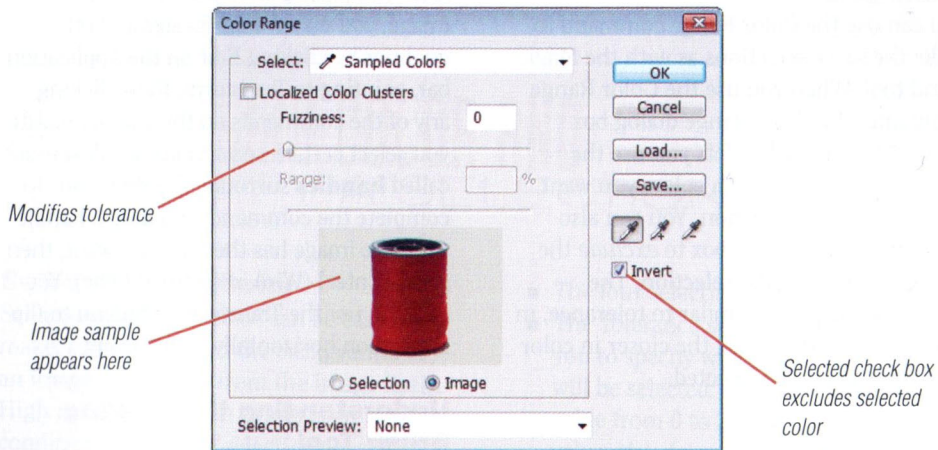 Color Range
Select: Sampled Colors
OK
Localized Color Clusters
Fuzziness: 0
Cancel
Load...
Range: %
Save...
Modifies tolerance
Invert
Image sample
appears here
Selected check box
excludes selected
color
Selection Image
Selection Preview: None